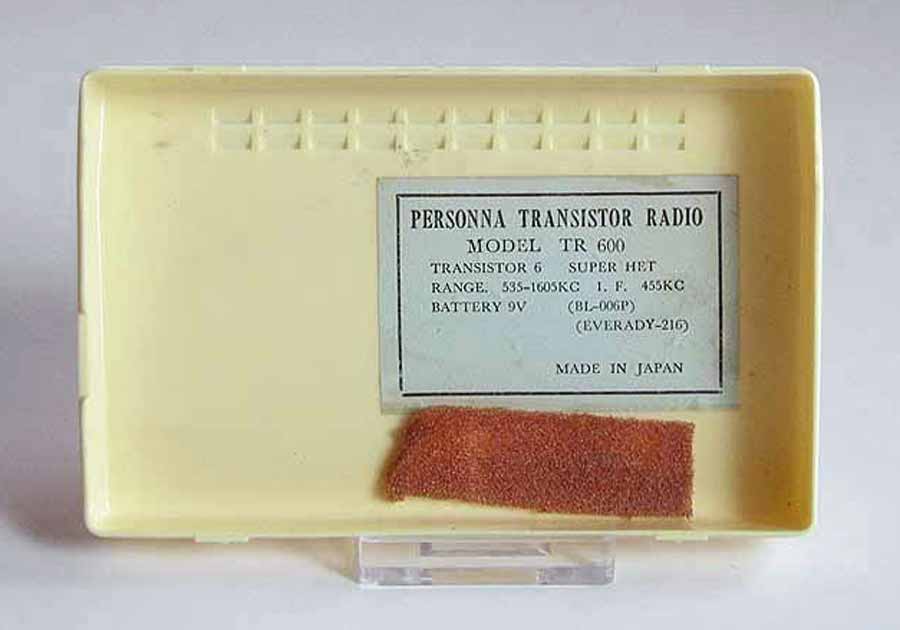 PERSONNA TRANSISTOR RADIO
MODEL TR 600
TRANSISTOR 6 SUPER HET
RANGE. 535-1605KC I. F. 455KC
BATTERY 9V (BL-006P)
(EVERADY-216)
MADE IN JAPAN